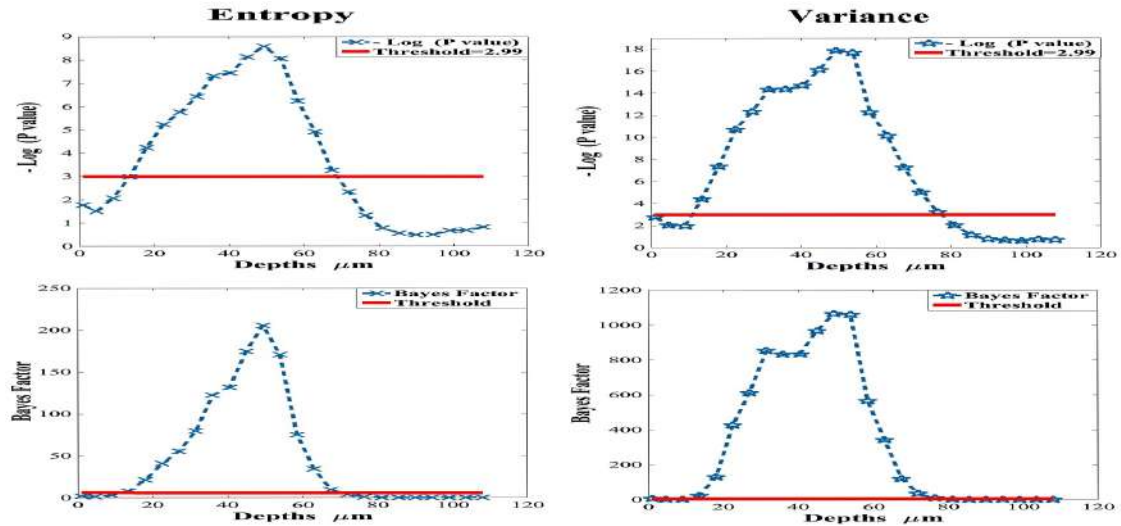 Entropy
9
8
7
6
5
4
3
2
1
0
- Log (P value)
- Log (P value)
Threshold=2.99
0 20 40 60 80 100 120
Depths μm
Variance
18
16
14
12
10
8
6
4
2
0
- Log (P value)
- Log (P value)
Threshold=2.99
0 20 40 60 80 100 120
Depths μm
250
200
150
100
50
0
Bayes Factor
Bayes Factor
Threshold
0 20 40 60 80 100 120
Depths μm
1200
1000
800
600
400
200
0
Bayes Factor
Bayes Factor
Threshold
0 20 40 60 80 100 120
Depths μm